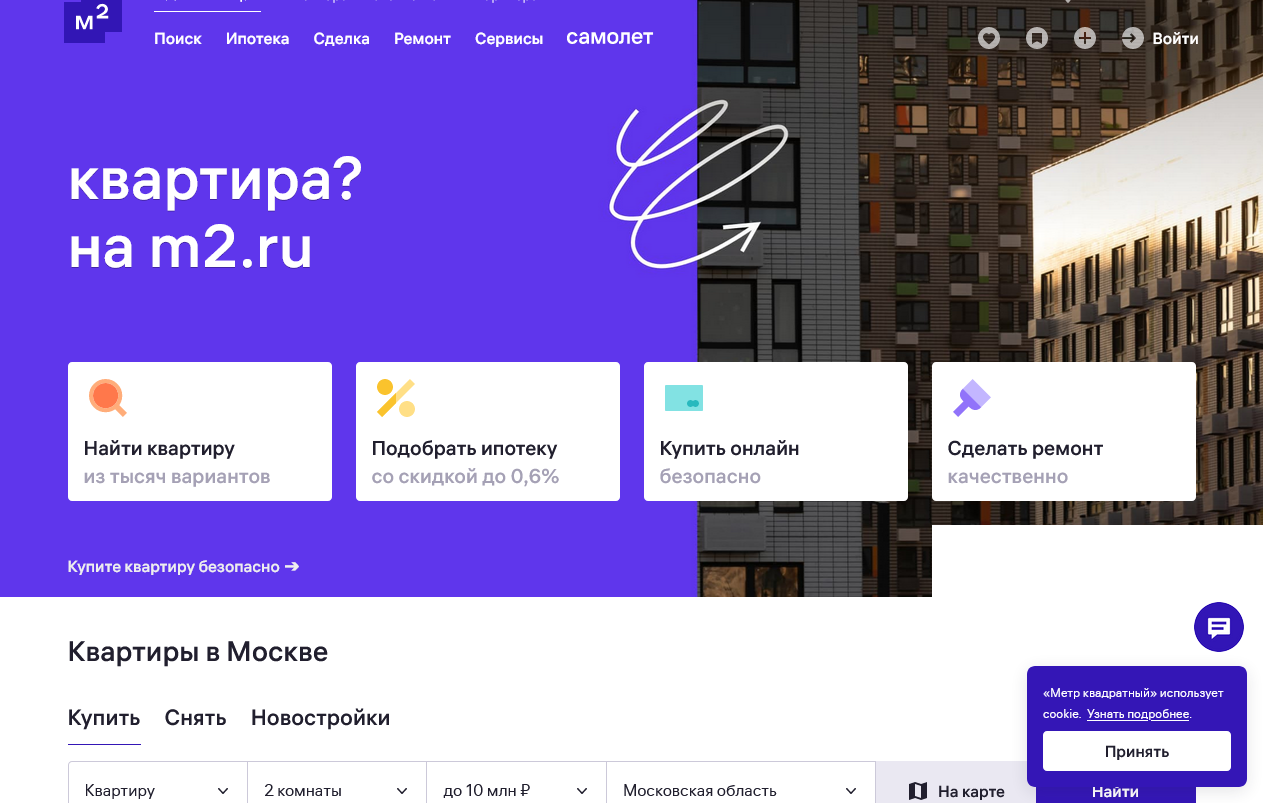 м²
Поиск
Ипотека
Сделка
Ремонт
Сервисы
самолет
Войти
квартира?
на m2.ru
Найти квартиру
из тысяч вариантов
Подобрать ипотеку
со скидкой до 0,6%
Купить онлайн
безопасно
Сделать ремонт
качественно
Купите квартиру безопасно ➔
Квартиры в Москве
«Метр квадратный» использует
cookie. Узнать подробнее.
Принять
Купить
Снять
Новостройки
Квартиру
2 комнаты
до 10 млн ₽
Московская область
На карте
Найти